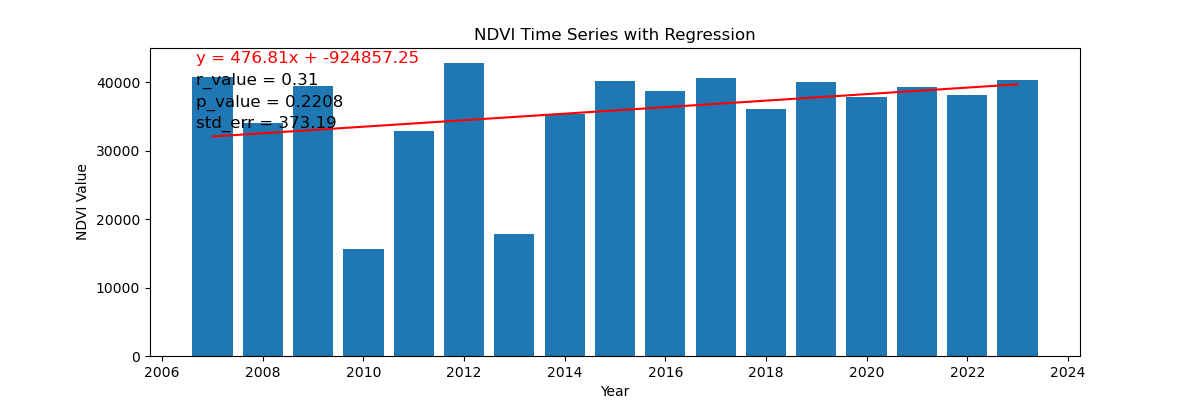 NDVI Time Series with Regression
y = 476.81x + -924857.25
r_value = 0.31
p_value = 0.2208
std_err = 373.19
40000
30000
20000
10000
0
NDVI Value
2006 2008 2010 2012 2014 2016 2018 2020 2022 2024
Year